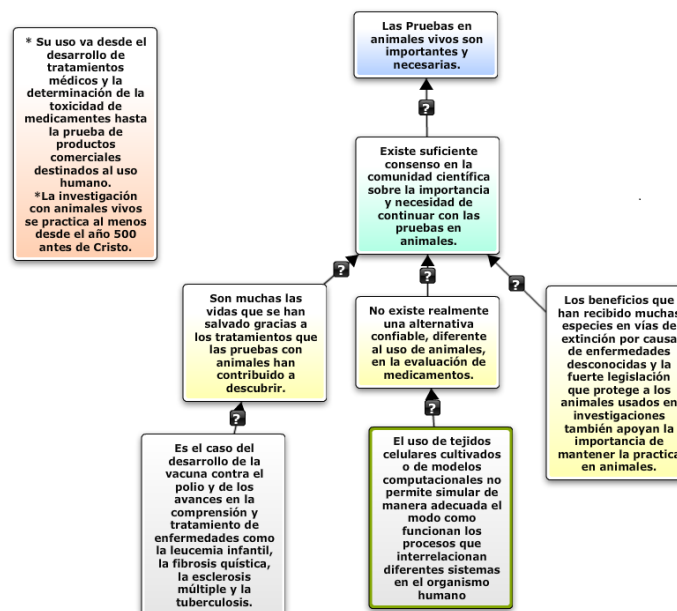 Las Pruebas en
animales vivos son
importantes y
necesarias.
* Su uso va desde el
desarrollo de
tratamientos
médicos y la
determinación de la
toxicidad de
medicamentes hasta
la prueba de
productos
comerciales
destinados al uso
humano.
*La investigación
con animales vivos
se practica al menos
desde el año 500
antes de Cristo.
?
Existe suficiente
consenso en la
comunidad científica
sobre la importancia
y necesidad de
continuar con las
pruebas en
animales.
?
?
?
Son muchas las
vidas que se han
salvado gracias a
los tratamientos que
las pruebas con
animales han
contribuido a
descubrir.
No existe realmente
una alternativa
confiable, diferente
al uso de animales,
en la evaluación de
medicamentos.
Los beneficios que
han recibido muchas
especies en vías de
extinción por causa
de enfermedades
desconocidas y la
fuerte legislación
que protege a los
animales usados en
investigaciones
también apoyan la
importancia de
mantener la practica
en animales.
?
?
Es el caso del
desarrollo de la
vacuna contra el
polio y de los
avances en la
comprensión y
tratamiento de
enfermedades como
la leucemia infantil,
la fibrosis quística,
la esclerosis
múltiple y la
tuberculosis.
El uso de tejidos
celulares cultivados
o de modelos
computacionales no
permite simular de
manera adecuada el
modo como
funcionan los
procesos que
interrelacionan
diferentes sistemas
en el organismo
humano